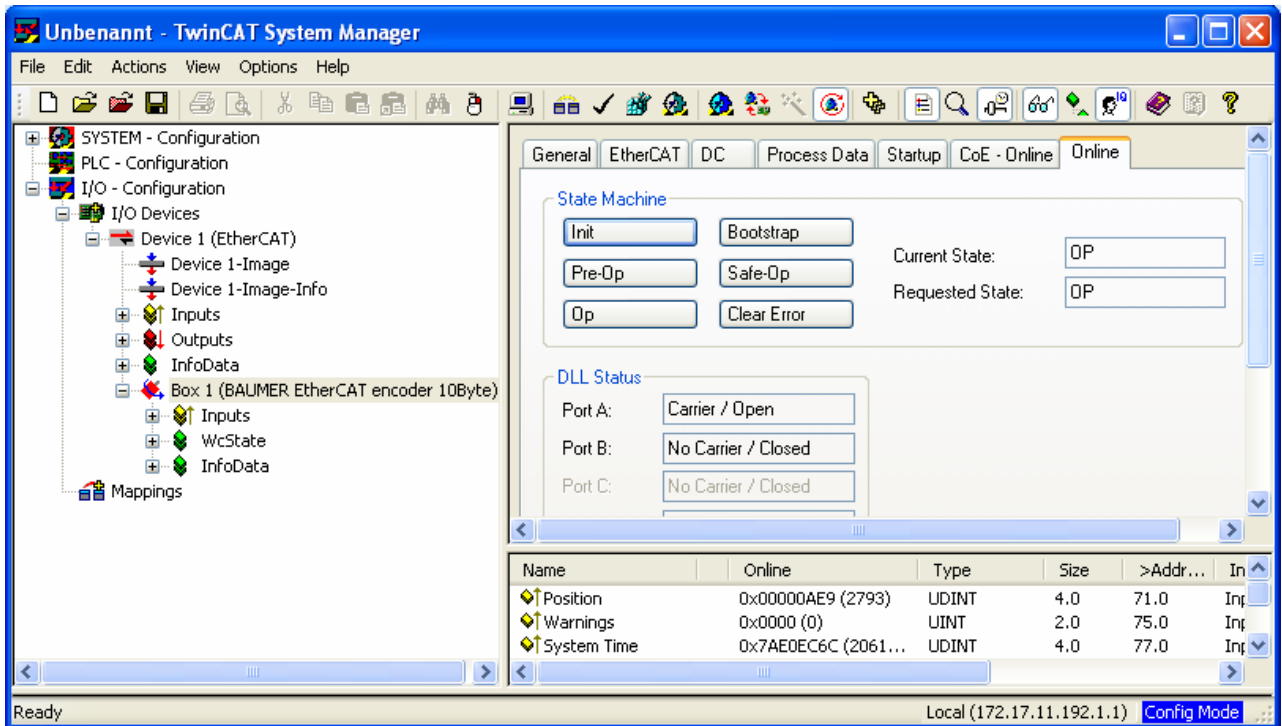 Unbenannt - TwinCAT System Manager
File Edit Actions View Options Help
SYSTEM - Configuration
PLC - Configuration
I/O - Configuration
I/O Devices
Device 1 (EtherCAT)
Device 1-Image
Device 1-Image-Info
Inputs
Outputs
InfoData
Box 1 (BAUMER EtherCAT encoder 10Byte)
Inputs
WcState
InfoData
Mappings
General EtherCAT DC Process Data Startup CoE - Online Online
State Machine
Init Bootstrap
Pre-Op Safe-Op
Op Clear Error
Current State: OP
Requested State: OP
DLL Status
Port A: Carrier / Open
Port B: No Carrier / Closed
Port C: No Carrier / Closed
Name Online Type Size >Addr... In
Position 0x00000AE9 (2793) UDINT 4.0 71.0 Inp
Warnings 0x0000 (0) UINT 2.0 75.0 Inp
System Time 0x7AE0EC6C (2061... UDINT 4.0 77.0 Inp
Ready Local (172.17.11.192.1.1) Config Mode